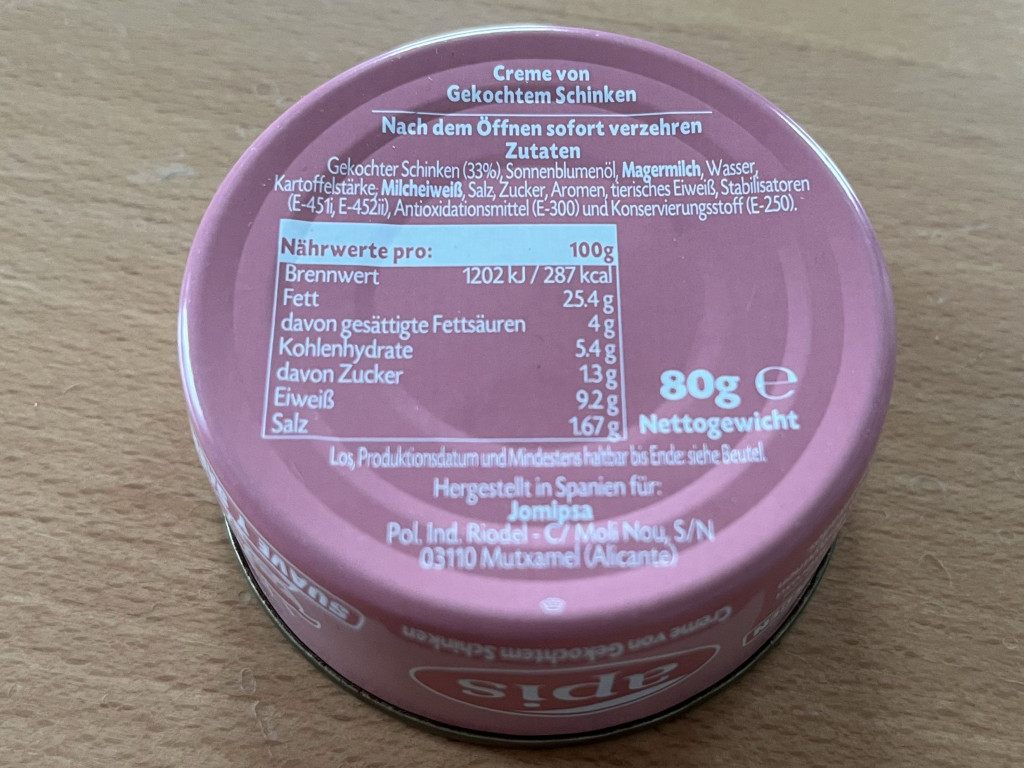 Creme von
Gekochtem Schinken
Nach dem Öffnen sofort verzehren
Zutaten
Gekochter Schinken (33%), Sonnenblumenöl, Magermilch, Wasser,
Kartoffelstärke, Milcheiweiß, Salz, Zucker, Aromen, tierisches Eiweiß, Stabilisatoren
(E-451i, E-452ii), Antioxidationsmittel (E-300) und Konservierungsstoff (E-250).
Nährwerte pro: 100g
Brennwert 1202 kJ / 287 kcal
Fett 25.4 g
davon gesättigte Fettsäuren 4 g
Kohlenhydrate 5.4 g
davon Zucker 1.3 g
Eiweiß 9.2 g
Salz 1.67 g
80g e
Nettogewicht
Los, Produktionsdatum und Mindestens haltbar bis Ende: siehe Beutel.
Hergestellt in Spanien für:
Jomipsa
Pol. Ind. Riodel - C/ Moli Nou, S/N
03110 Mutxamel (Alicante)
Creme von Gekochtem Schinken
apis
SUAVE